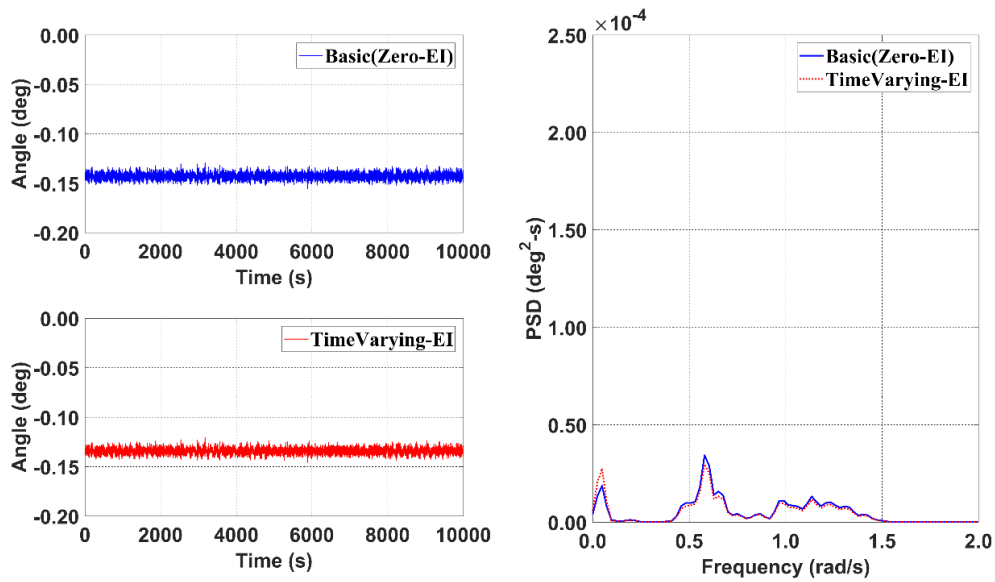 0.00
-0.05
-0.10
-0.15
-0.20
Angle (deg)
Basic(Zero-EI)
0 2000 4000 6000 8000 10000
Time (s)
0.00
-0.05
-0.10
-0.15
-0.20
Angle (deg)
TimeVarying-EI
0 2000 4000 6000 8000 10000
Time (s)
×10⁻⁴
2.50
2.00
1.50
1.00
0.50
0.00
PSD (deg²-s)
Basic(Zero-EI)
TimeVarying-EI
0.0 0.5 1.0 1.5 2.0
Frequency (rad/s)